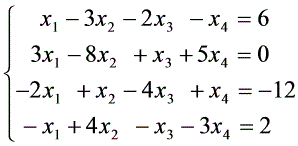 x₁ − 3x₂ − 2x₃ − x₄ = 6
3x₁ − 8x₂ + x₃ + 5x₄ = 0
−2x₁ + x₂ − 4x₃ + x₄ = −12
−x₁ + 4x₂ − x₃ − 3x₄ = 2